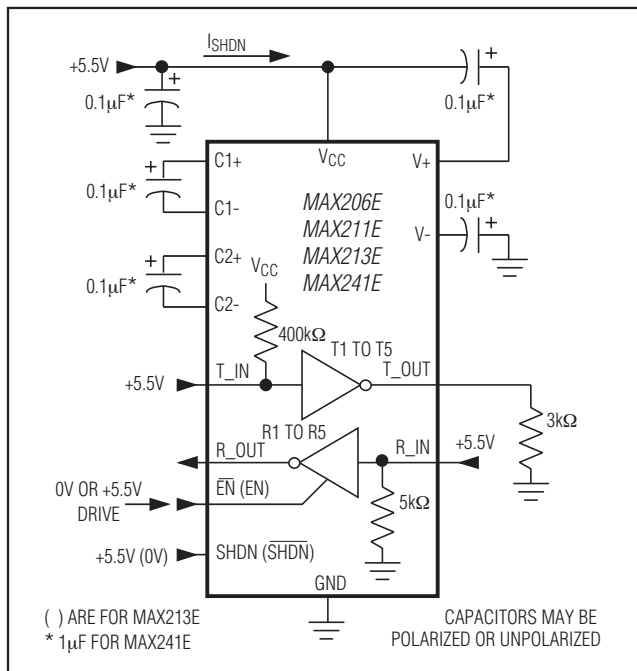 ISHDN
+5.5V
+
0.1µF*
+
0.1µF*
VCC
V+
C1+
+
0.1µF*
C1-
MAX206E
MAX211E
MAX213E
MAX241E
0.1µF*
+
V-
C2+
+
0.1µF*
C2-
VCC
400kΩ
T1 TO T5
+5.5V
T_IN
T_OUT
3kΩ
R1 TO R5
R_OUT
R_IN
+5.5V
0V OR +5.5V
DRIVE
E̅N̅ (EN)
5kΩ
+5.5V (0V)
SHDN (S̅H̅D̅N̅)
GND
( ) ARE FOR MAX213E
* 1µF FOR MAX241E
CAPACITORS MAY BE
POLARIZED OR UNPOLARIZED